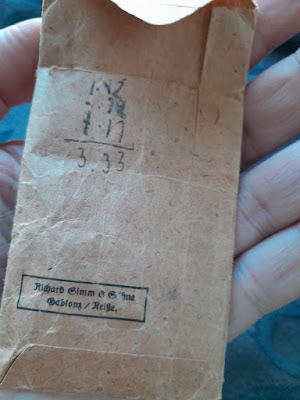 1.17
3.33
Richard Simm & Söhne
Gablonz / Neiße.